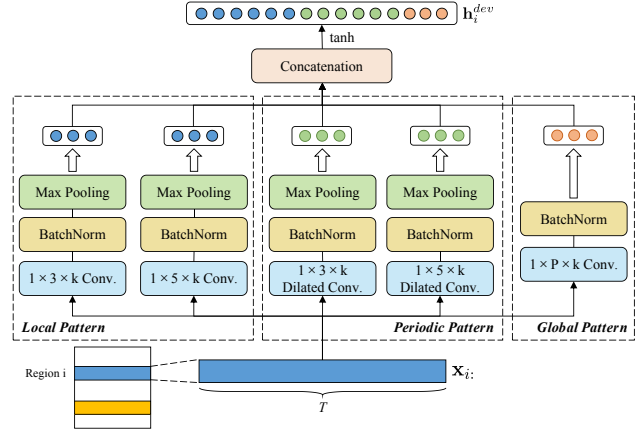 h_i^{dev}
tanh
Concatenation
Max Pooling
Max Pooling
Max Pooling
Max Pooling
BatchNorm
BatchNorm
BatchNorm
BatchNorm
BatchNorm
1 × 3 × k Conv.
1 × 5 × k Conv.
1 × 3 × k
Dilated Conv.
1 × 5 × k
Dilated Conv.
1 × P × k Conv.
Local Pattern
Periodic Pattern
Global Pattern
Region i
x_{i:}
T